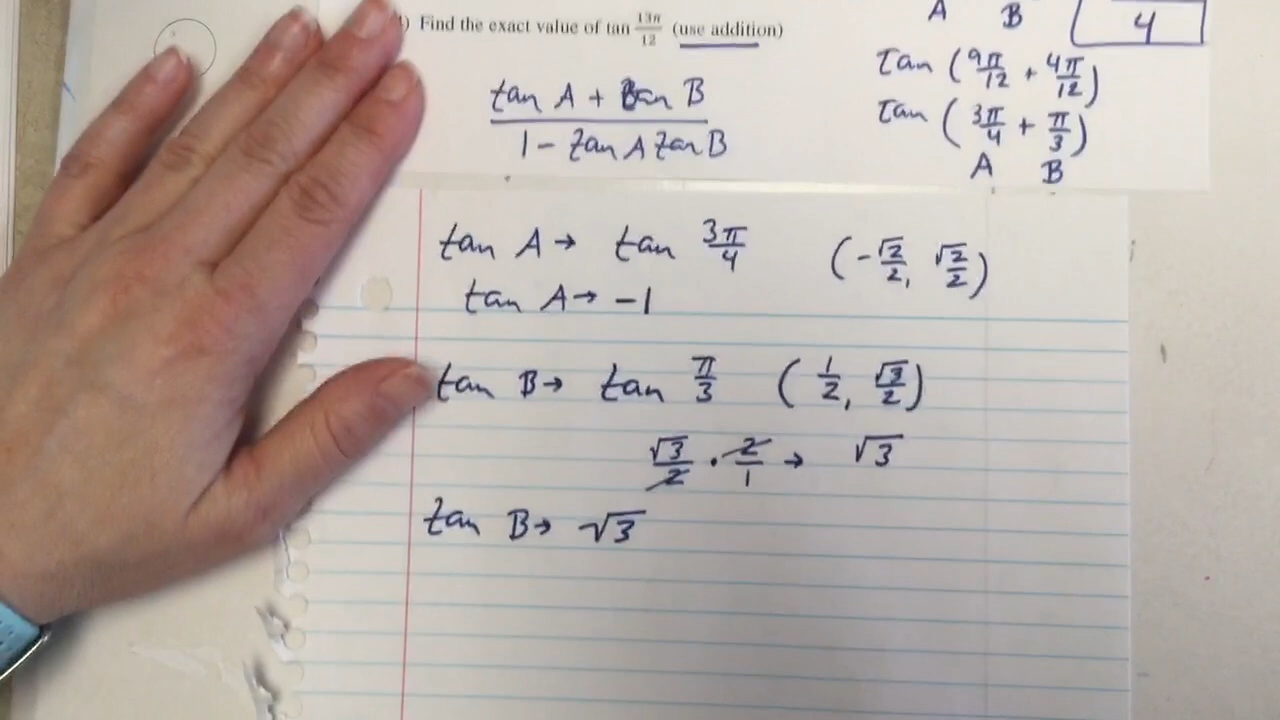 ) Find the exact value of tan 13π/12 (use addition)
A B 4
tan (9π/12 + 4π/12)
tan (3π/4 + π/3)
A B
tan A + tan B
1 - tan A tan B
tan A → tan 3π/4 (-√2/2, √2/2)
tan A → -1
tan B → tan π/3 (1/2, √3/2)
√3/2 · 2/1 → √3
tan B → √3